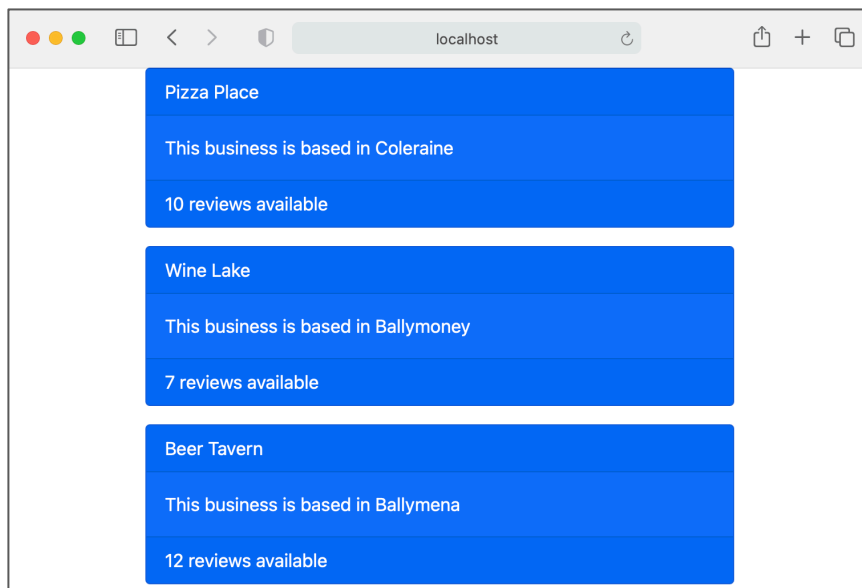 localhost
Pizza Place
This business is based in Coleraine
10 reviews available
Wine Lake
This business is based in Ballymoney
7 reviews available
Beer Tavern
This business is based in Ballymena
12 reviews available